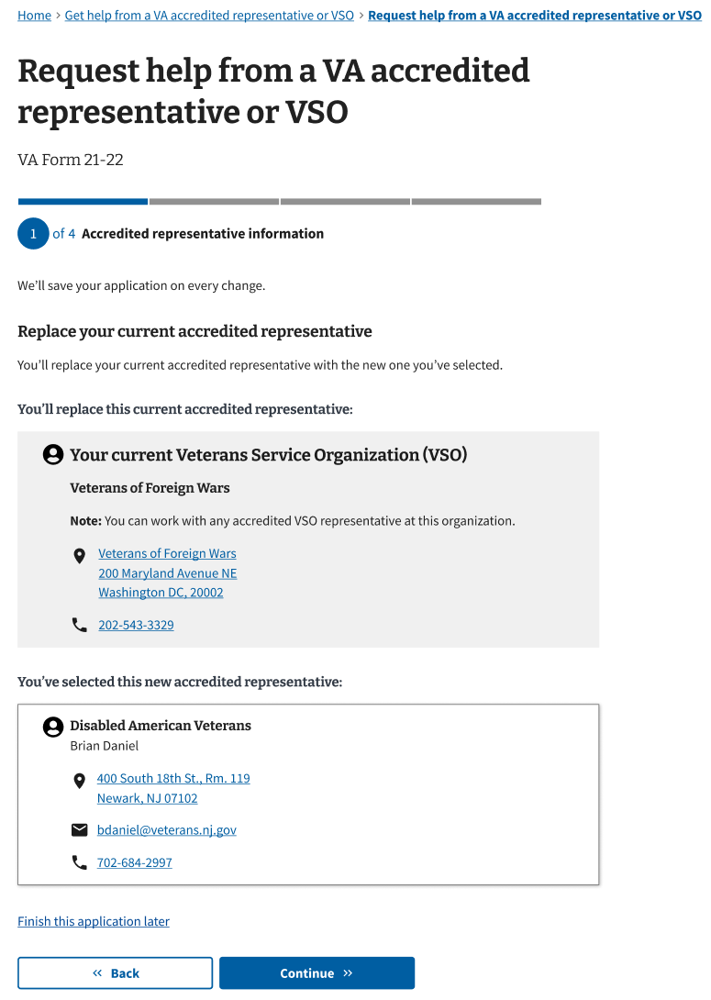 Home > Get help from a VA accredited representative or VSO > Request help from a VA accredited representative or VSO
Request help from a VA accredited
representative or VSO
VA Form 21-22
1 of 4 Accredited representative information
We’ll save your application on every change.
Replace your current accredited representative
You’ll replace your current accredited representative with the new one you’ve selected.
You’ll replace this current accredited representative:
Your current Veterans Service Organization (VSO)
Veterans of Foreign Wars
Note: You can work with any accredited VSO representative at this organization.
Veterans of Foreign Wars
200 Maryland Avenue NE
Washington DC, 20002
202-543-3329
You’ve selected this new accredited representative:
Disabled American Veterans
Brian Daniel
400 South 18th St., Rm. 119
Newark, NJ 07102
bdaniel@veterans.nj.gov
702-684-2997
Finish this application later
« Back
Continue »